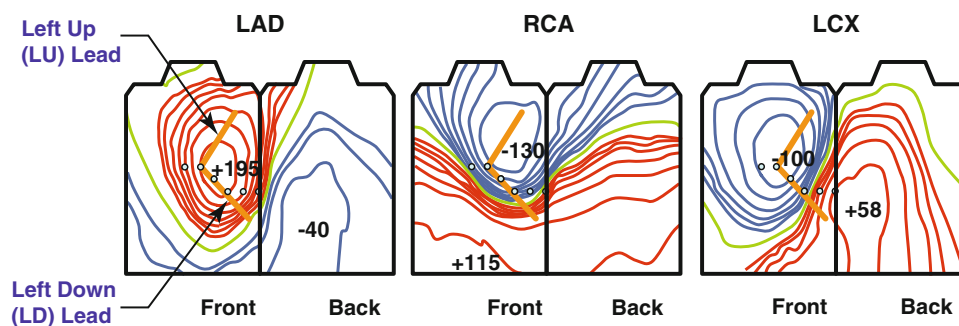 LAD
RCA
LCX
Left Up
(LU) Lead
+195
-40
-130
+115
-100
+58
Left Down
(LD) Lead
Front
Back
Front
Back
Front
Back